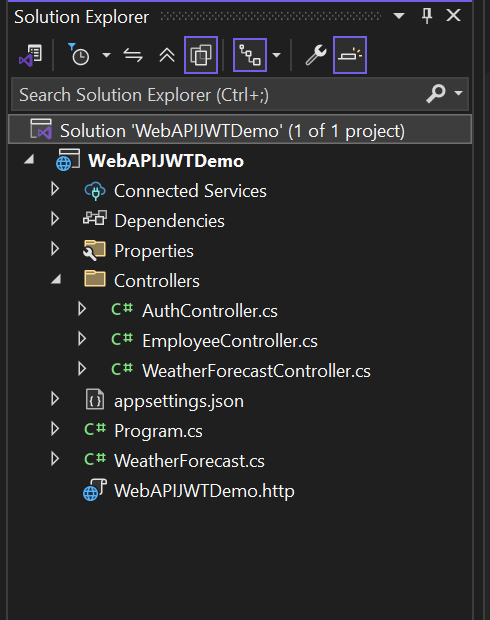 Solution Explorer
Search Solution Explorer (Ctrl+;)
Solution 'WebAPIJWTDemo' (1 of 1 project)
WebAPIJWTDemo
Connected Services
Dependencies
Properties
Controllers
C# AuthController.cs
C# EmployeeController.cs
C# WeatherForecastController.cs
appsettings.json
C# Program.cs
C# WeatherForecast.cs
WebAPIJWTDemo.http